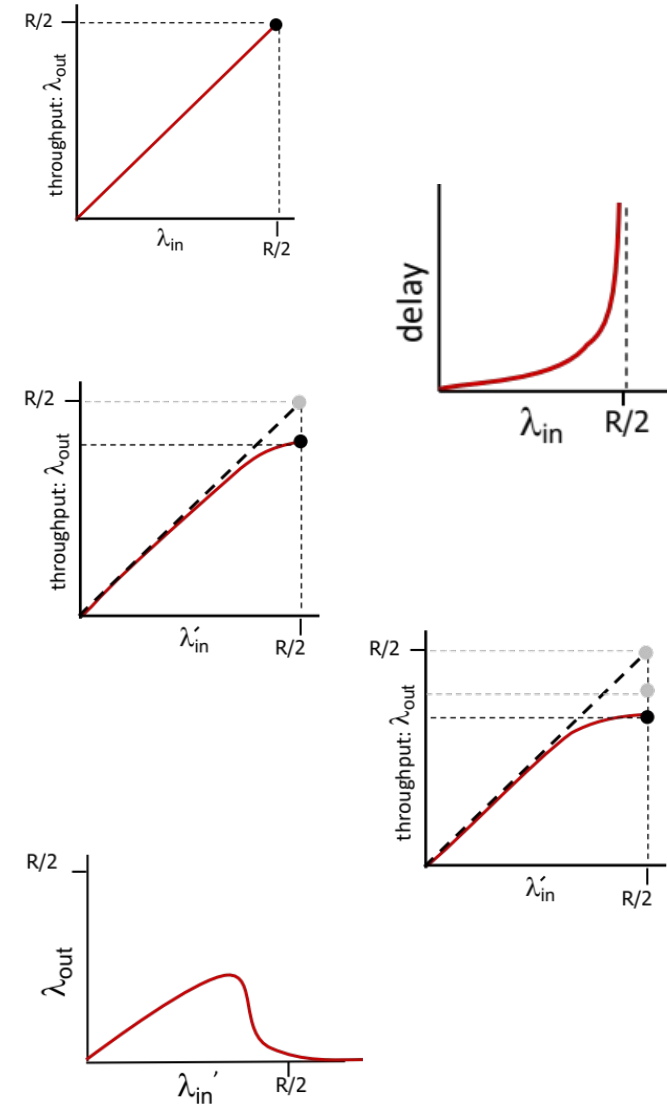 R/2
throughput: λout
λin
R/2
delay
λin
R/2
R/2
throughput: λout
λ′in
R/2
R/2
throughput: λout
λ′in
R/2
R/2
λout
λin′
R/2